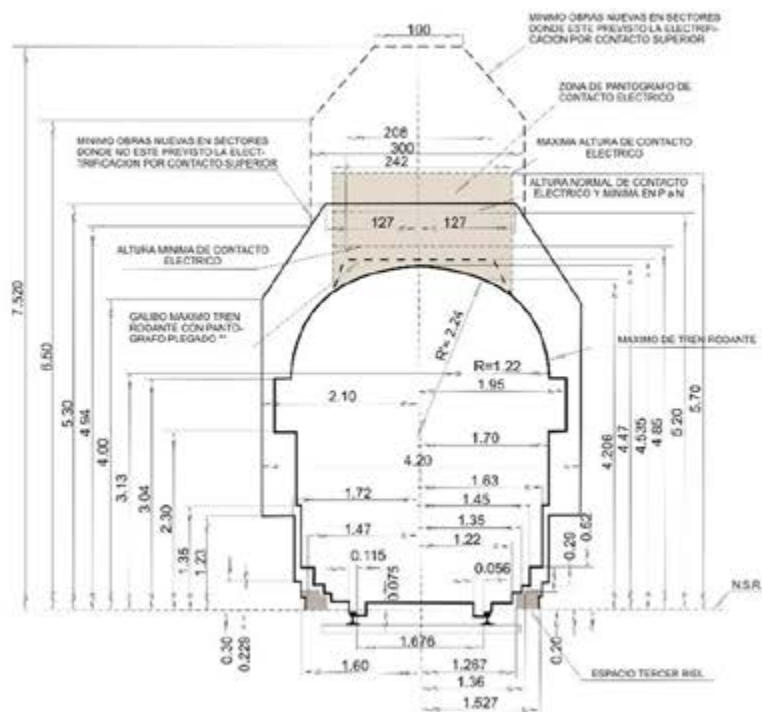 100
MINIMO OBRAS NUEVAS EN SECTORES
DONDE ESTE PREVISTO LA ELECTRIFI-
CACION POR CONTACTO SUPERIOR
ZONA DE PANTOGRAFO DE
CONTACTO ELECTRICO
208
300
242
MAXIMA ALTURA DE CONTACTO
ELECTRICO
MINIMO OBRAS NUEVAS EN SECTORES
DONDE NO ESTE PREVISTO LA ELECT-
TRIFICACION POR CONTACTO SUPERIOR
ALTURA NORMAL DE CONTACTO
ELECTRICO Y MINIMA EN P a N
127
127
ALTURA MINIMA DE CONTACTO
ELECTRICO
GALIBO MAXIMO TREN
RODANTE CON PANTO-
GRAFO PLEGADO **
MAXIMO DE TREN RODANTE
R'= 2.24
R=1.22
7.520
6.50
5.30
4.94
4.00
3.13
3.04
2.30
1.35
1.23
2.10
1.95
1.70
4.20
1.63
1.72
1.45
1.47
1.35
1.22
0.115
0.056
0.075
4.206
4.47
4.535
4.85
5.20
5.70
0.62
0.29
N.S.R.
0.30
0.229
1.676
0.20
1.60
1.267
1.36
1.527
ESPACIO TERCER RIEL